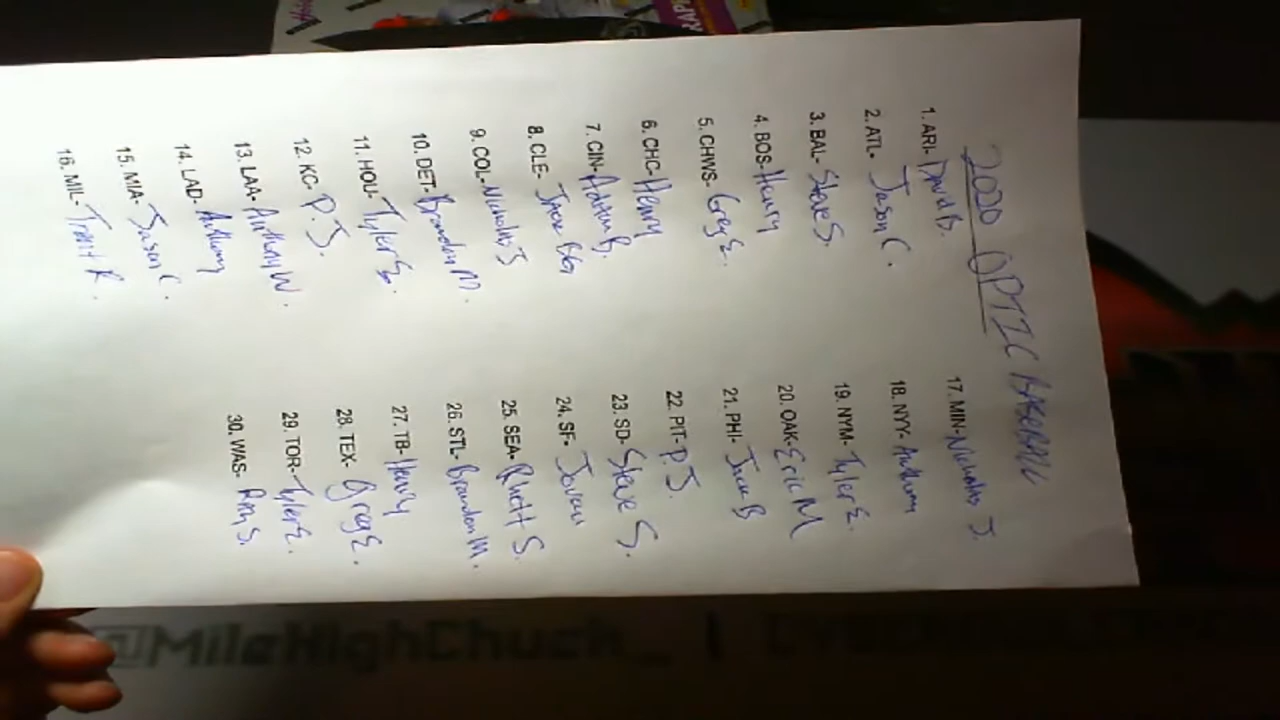 2020 OPTIC BASEBALL
1. ARI- David B.
2. ATL- Jason C.
3. BAL- Steve S.
4. BOS- Henry
5. CHWS- Greg E.
6. CHC- Henry
7. CIN- B.
8. CLE-
9. COL- Nicholas J
10. DET- Brandon M.
11. HOU- Tyler E.
12. KC- P.J.
13. LAA- Anthony W.
14. LAD- Anthony
15. MIA- Jason C.
16. MIL- R.
17. MIN- Nicholas J.
18. NYY- Anthony
19. NYM- Tyler E.
20. OAK- Eric M
21. PHI- B
22. PIT- P.J.
23. SD- Steve S.
24. SF-
25. SEA- Rhett S.
26. STL- Brandon M.
27. TB- Henry
28. TEX- Greg E.
29. TOR- Tyler E.
30. WAS- S.
@MileHighChuck_ |